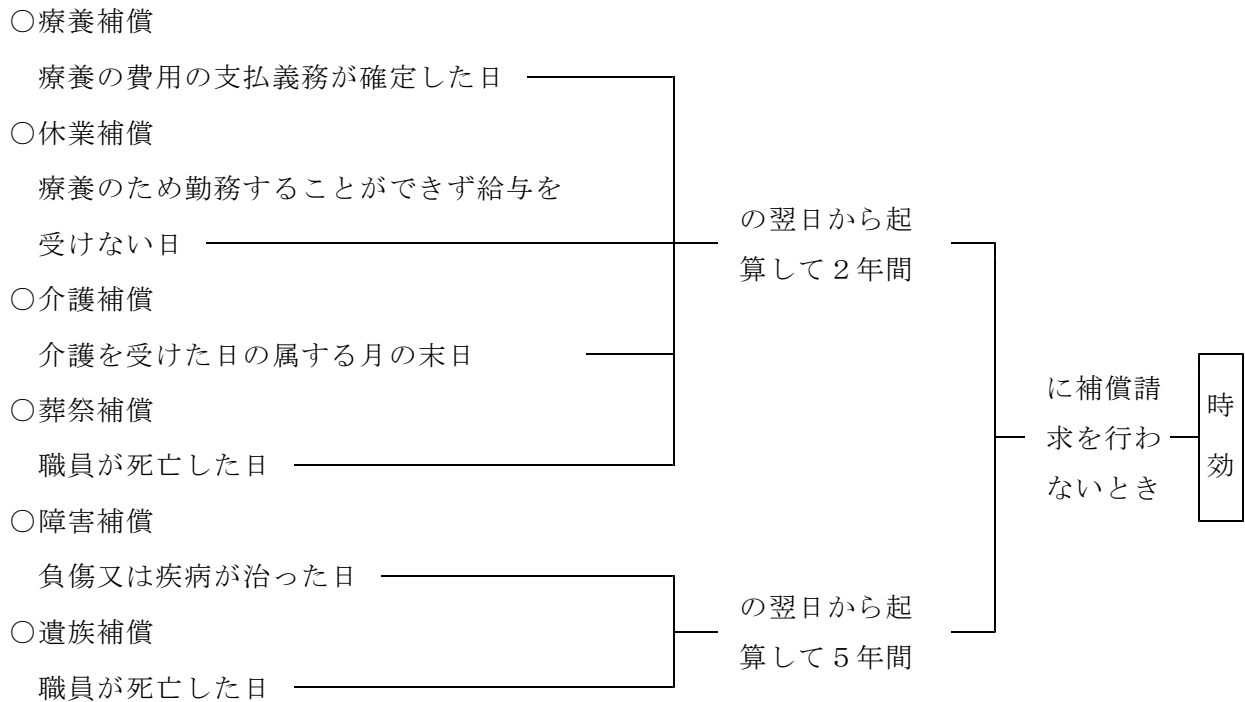 ○療養補償
療養の費用の支払義務が確定した日
○休業補償
療養のため勤務することができず給与を
受けない日
の翌日から起
算して２年間
○介護補償
介護を受けた日の属する月の末日
○葬祭補償
職員が死亡した日
○障害補償
負傷又は疾病が治った日
○遺族補償
職員が死亡した日
の翌日から起
算して５年間
に補償請
求を行わ
ないとき
時効